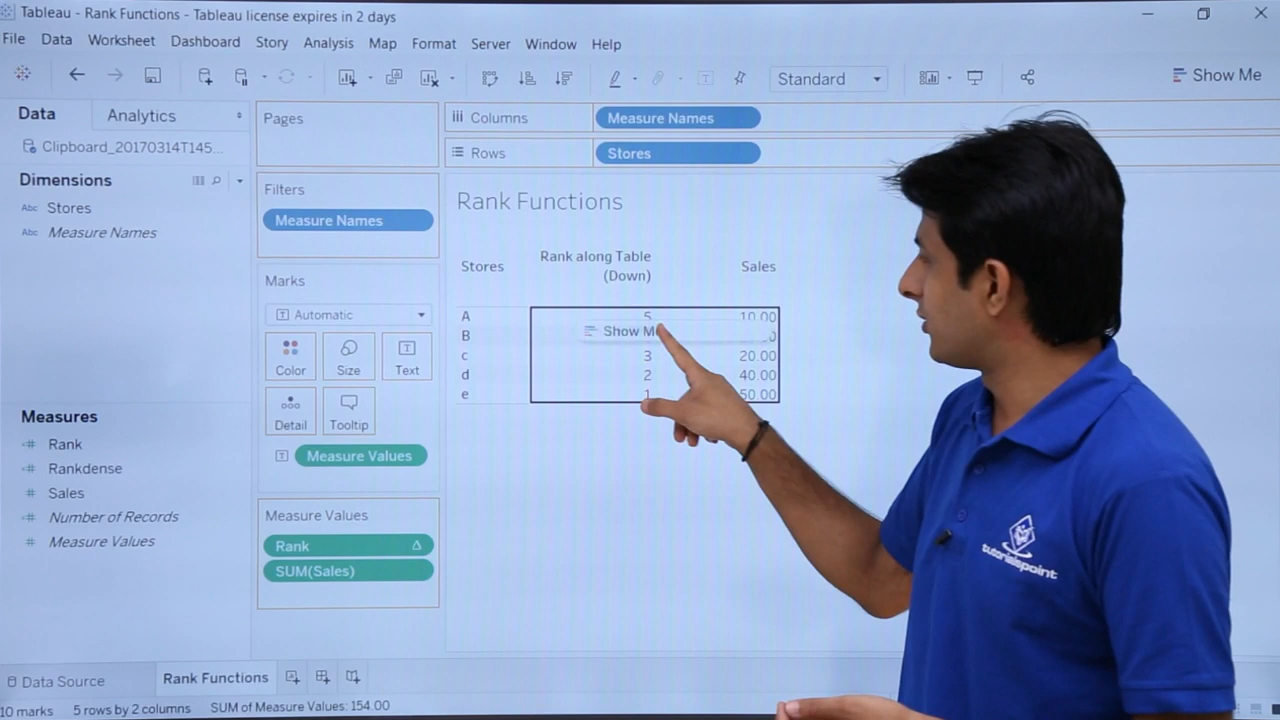 Tableau - Rank Functions - Tableau license expires in 2 days
File Data Worksheet Dashboard Story Analysis Map Format Server Window Help
Standard
Show Me
Data Analytics
Clipboard_20170314T145...
Dimensions
Abc Stores
Abc Measure Names
Measures
Rank
Rankdense
Sales
Number of Records
Measure Values
Pages
Filters
Measure Names
Marks
Automatic
Color Size Text
Detail Tooltip
Measure Values
Measure Values
Rank
SUM(Sales)
Columns Measure Names
Rows Stores
Rank Functions
Stores Rank along Table (Down) Sales
A 5 10.00
B
Show
c 3 20.00
d 2 40.00
e 1 50.00
tutorialspoint
Data Source Rank Functions
10 marks 5 rows by 2 columns SUM of Measure Values: 154.00